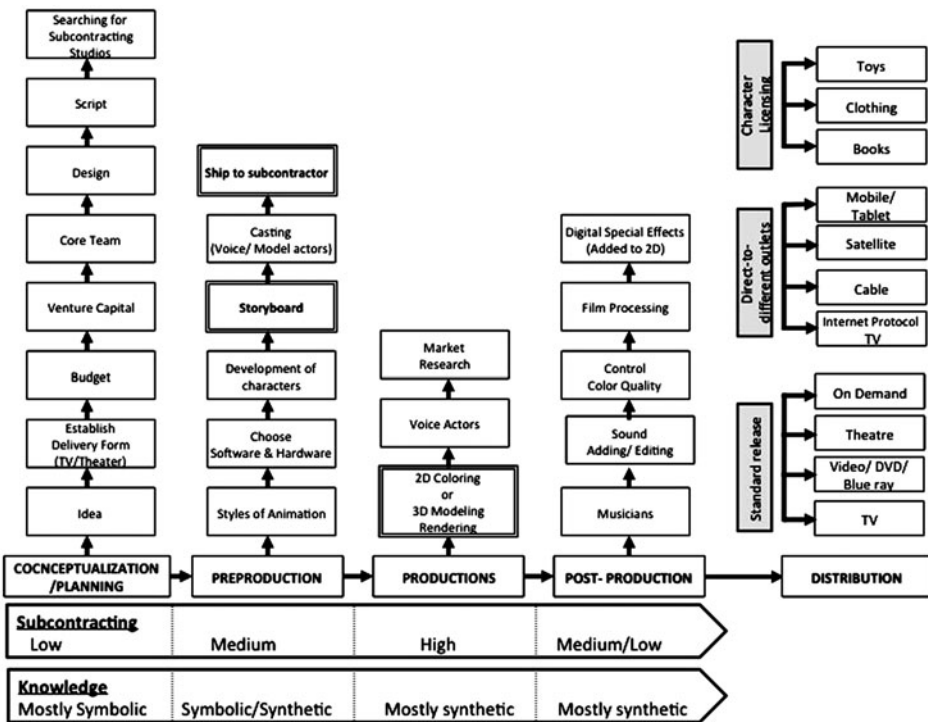 Searching for
Subcontracting
Studios
Script
Design
Core Team
Venture Capital
Budget
Establish
Delivery Form
(TV/Theater)
Idea
COCNCEPTUALIZATION
/PLANNING
Ship to subcontractor
Casting
(Voice/ Model actors)
Storyboard
Development of
characters
Choose
Software & Hardware
Styles of Animation
PREPRODUCTION
Market
Research
Voice Actors
2D Coloring
or
3D Modeling
Rendering
PRODUCTIONS
Digital Special Effects
(Added to 2D)
Film Processing
Control
Color Quality
Sound
Adding/ Editing
Musicians
POST- PRODUCTION
Character
Licensing
Toys
Clothing
Books
Direct-to-
different outlets
Mobile/
Tablet
Satellite
Cable
Internet Protocol
TV
Standard release
On Demand
Theatre
Video/ DVD/
Blue ray
TV
DISTRIBUTION
Subcontracting
Low Medium High Medium/Low
Knowledge
Mostly Symbolic Symbolic/Synthetic Mostly synthetic Mostly synthetic